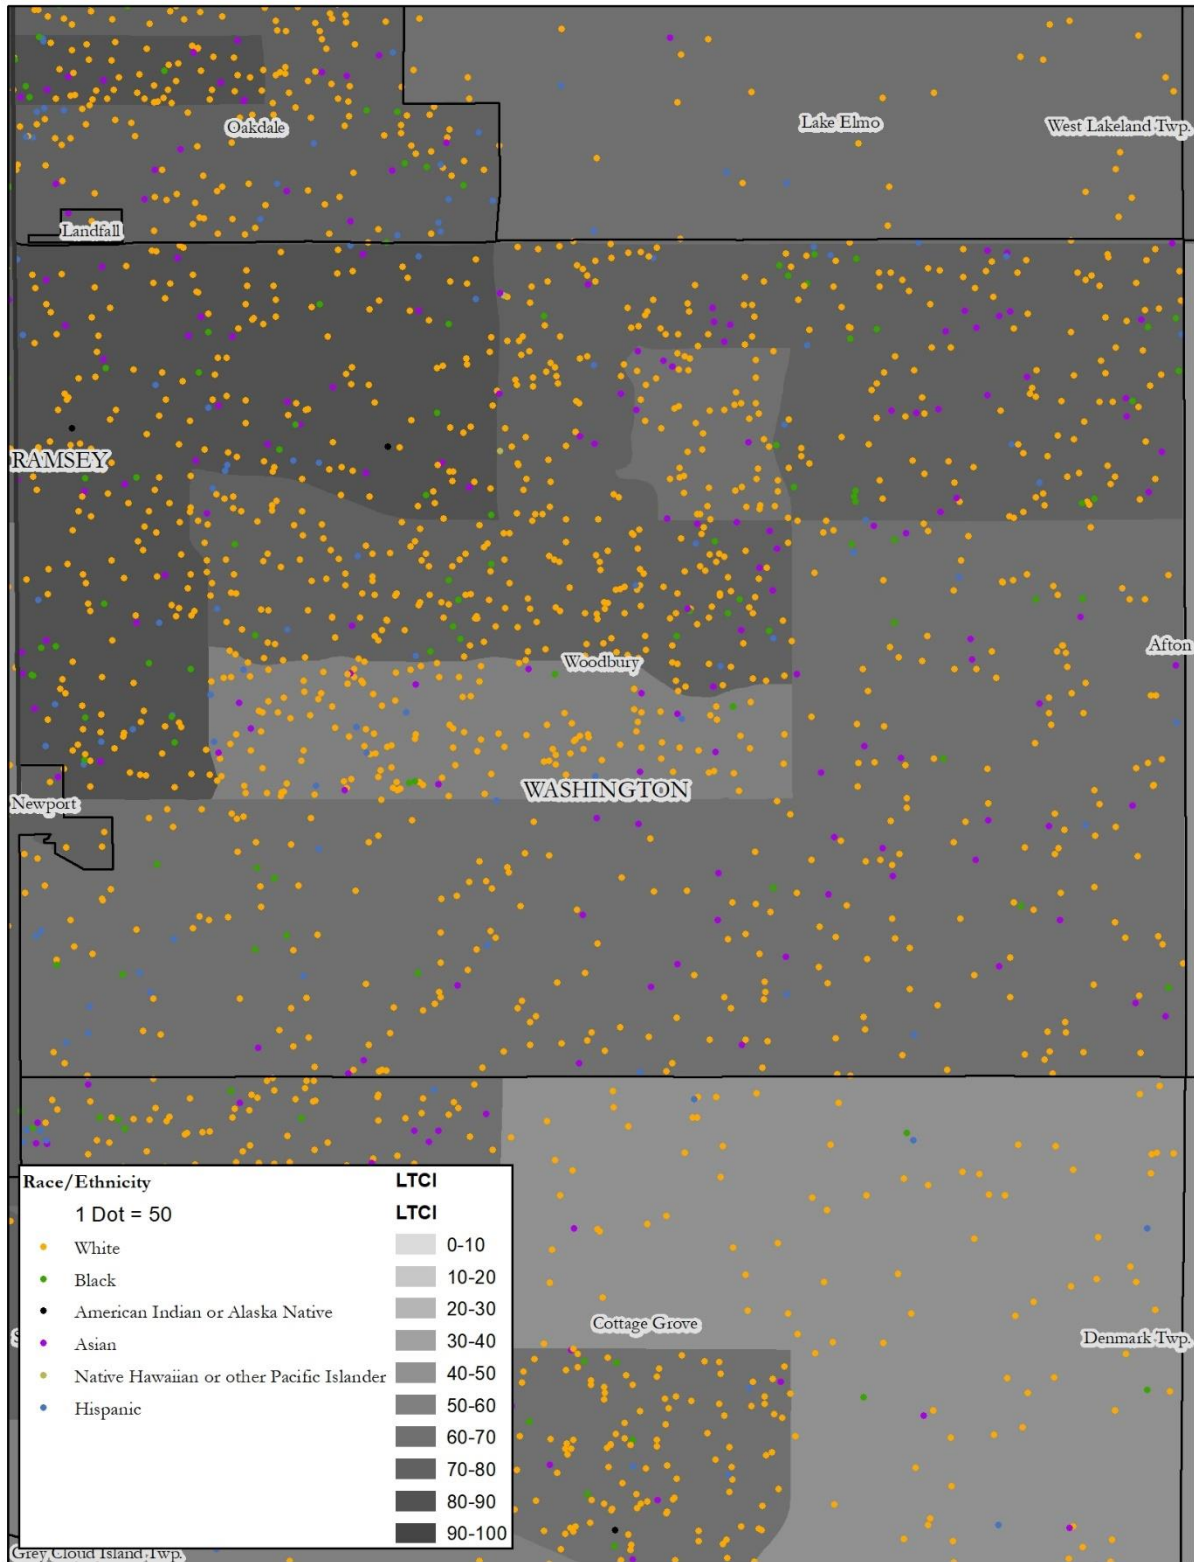 Oakdale
Lake Elmo
West Lakeland Twp.
Landfall
RAMSEY
Woodbury
Afton
WASHINGTON
Newport
Race/Ethnicity
1 Dot = 50
White
Black
American Indian or Alaska Native
Asian
Native Hawaiian or other Pacific Islander
Hispanic
LTCI
LTCI
0-10
10-20
20-30
30-40
40-50
50-60
60-70
70-80
80-90
90-100
Cottage Grove
Denmark Twp.
Grey Cloud Island Twp.